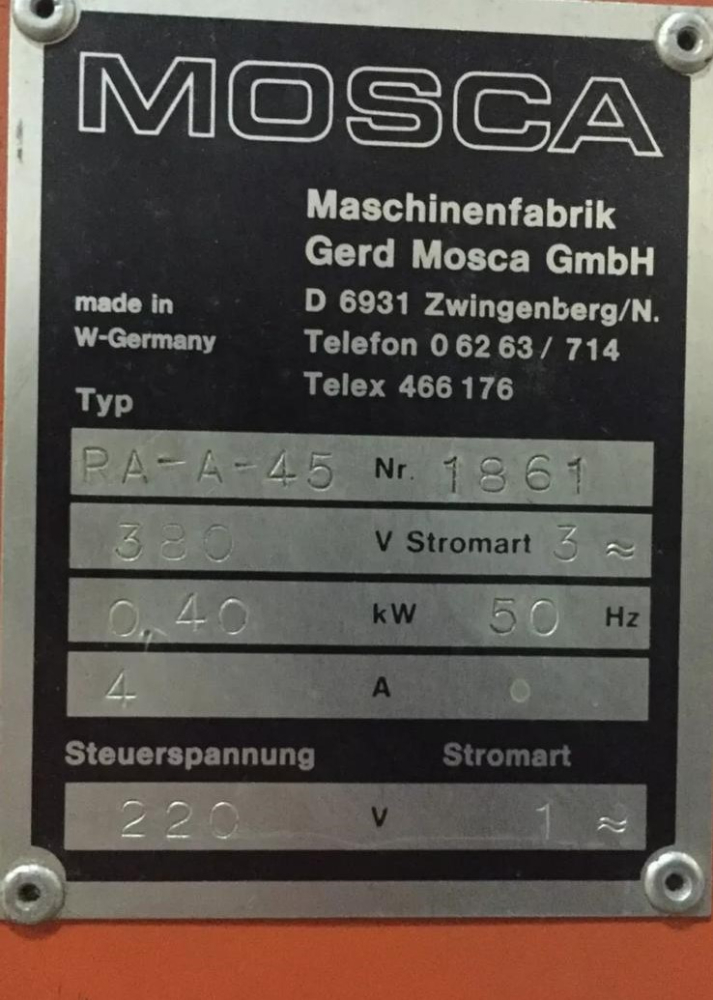 MOSCA
Maschinenfabrik
Gerd Mosca GmbH
made in
W-Germany
D 6931 Zwingenberg/N.
Telefon 0 62 63 / 714
Telex 466 176
Typ
RA-A-45 Nr. 1861
380 V Stromart 3 ≈
0,40 kW 50 Hz
4 A
Steuerspannung Stromart
220 V 1 ≈